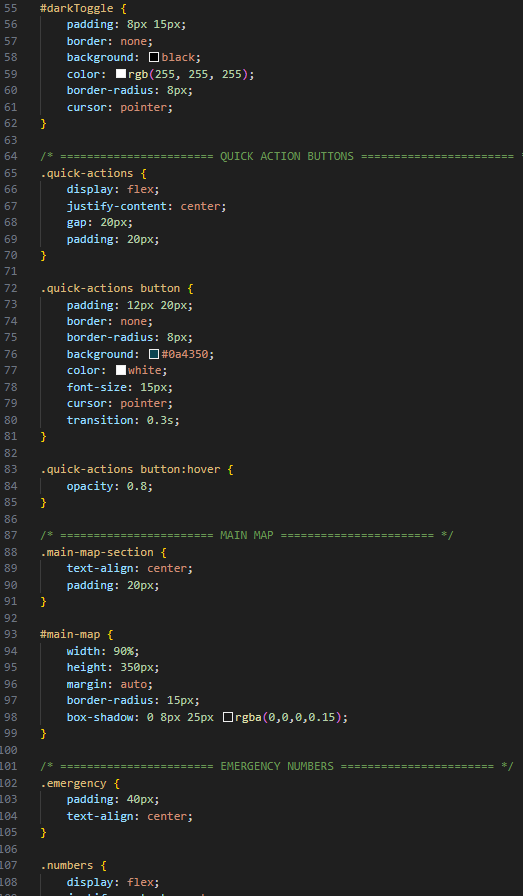 55 #darkToggle {
56     padding: 8px 15px;
57     border: none;
58     background: black;
59     color: rgb(255, 255, 255);
60     border-radius: 8px;
61     cursor: pointer;
62 }
63
64 /* ======================= QUICK ACTION BUTTONS =======================
65 .quick-actions {
66     display: flex;
67     justify-content: center;
68     gap: 20px;
69     padding: 20px;
70 }
71
72 .quick-actions button {
73     padding: 12px 20px;
74     border: none;
75     border-radius: 8px;
76     background: #0a4350;
77     color: white;
78     font-size: 15px;
79     cursor: pointer;
80     transition: 0.3s;
81 }
82
83 .quick-actions button:hover {
84     opacity: 0.8;
85 }
86
87 /* ======================= MAIN MAP ======================= */
88 .main-map-section {
89     text-align: center;
90     padding: 20px;
91 }
92
93 #main-map {
94     width: 90%;
95     height: 350px;
96     margin: auto;
97     border-radius: 15px;
98     box-shadow: 0 8px 25px rgba(0,0,0,0.15);
99 }
100
101 /* ======================= EMERGENCY NUMBERS ======================= */
102 .emergency {
103     padding: 40px;
104     text-align: center;
105 }
106
107 .numbers {
108     display: flex;